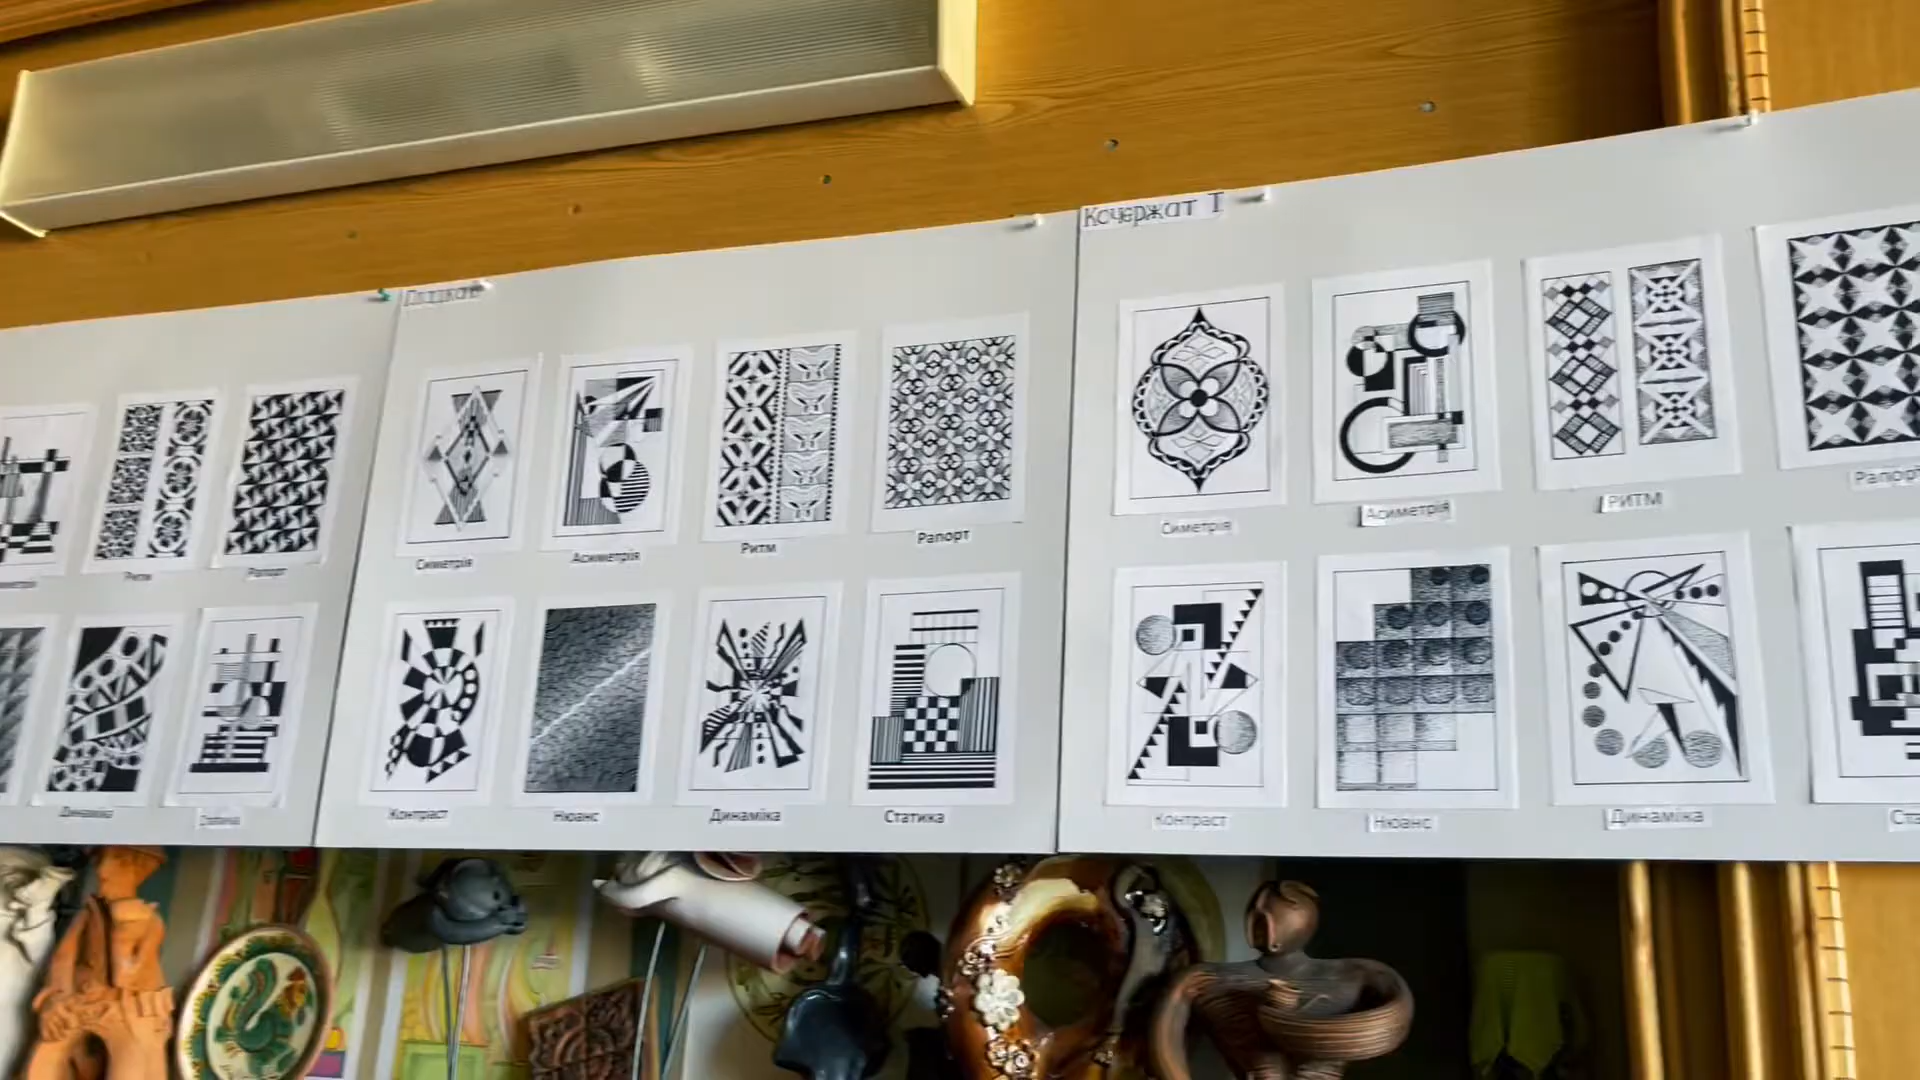 Кочержат Т
Ритм
Рапорт
Динаміка
Симетрія
Асиметрія
Ритм
Рапорт
Контраст
Нюанс
Динаміка
Статика
Симетрія
Асиметрія
РИТМ
Рапорт
Контраст
Нюанс
Динаміка